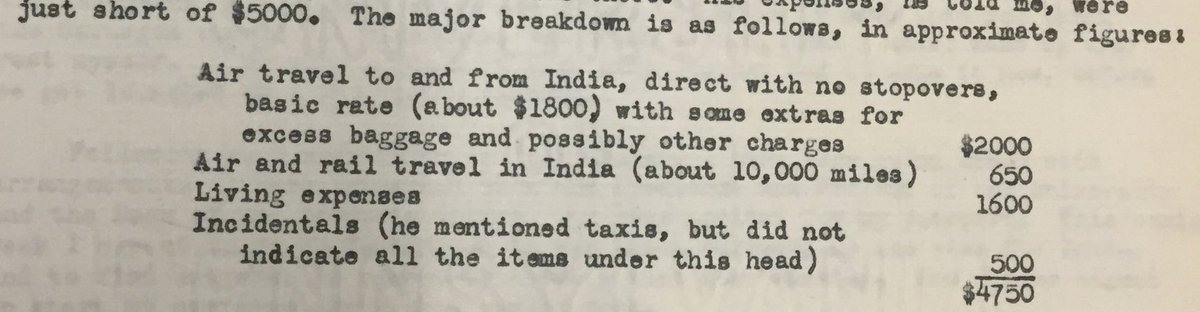 expenses, he told me, were
just short of $5000. The major breakdown is as follows, in approximate figures:
Air travel to and from India, direct with no stopovers,
basic rate (about $1800) with some extras for
excess baggage and possibly other charges $2000
Air and rail travel in India (about 10,000 miles) 650
Living expenses 1600
Incidentals (he mentioned taxis, but did not
indicate all the items under this head) 500
$4750